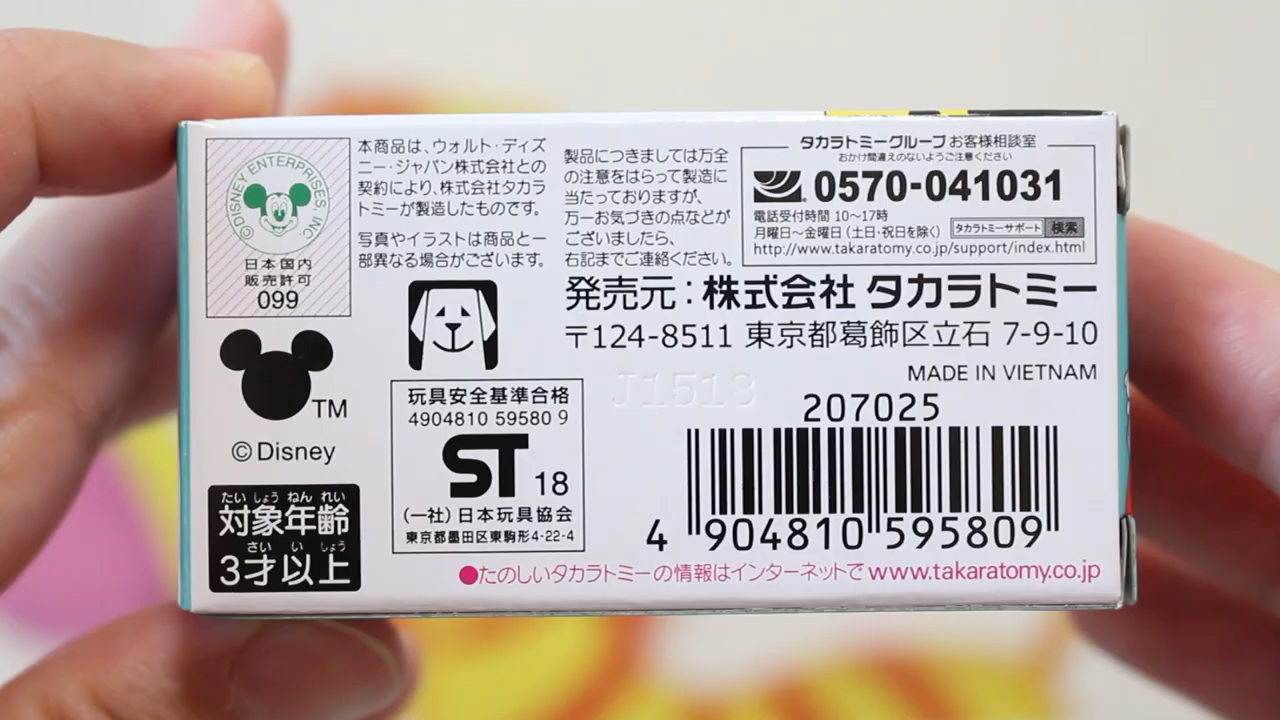 ©DISNEY ENTERPRISES INC
日本国内
販売許可
099
TM
©Disney
たいしょうねんれい
対象年齢
さいいじょう
3才以上
本商品は、ウォルト・ディズ
ニー・ジャパン株式会社との
契約により、株式会社タカラ
トミーが製造したものです。
写真やイラストは商品と一
部異なる場合がございます。
玩具安全基準合格
4904810 59580 9
ST 18
(一社)日本玩具協会
東京都墨田区東駒形4-22-4
製品につきましては万全
の注意をはらって製造に
当たっておりますが、
万一お気づきの点などが
ございましたら、
右記までご連絡ください。
タカラトミーグループお客様相談室
おかけ間違えのないようご注意ください
0570-041031
電話受付時間 10〜17時
月曜日〜金曜日(土日・祝日を除く) タカラトミーサポート 検索
http://www.takaratomy.co.jp/support/index.html
発売元:株式会社 タカラトミー
〒124-8511 東京都葛飾区立石 7-9-10
MADE IN VIETNAM
J1518
207025
4 904810 595809
●たのしいタカラトミーの情報はインターネットで www.takaratomy.co.jp